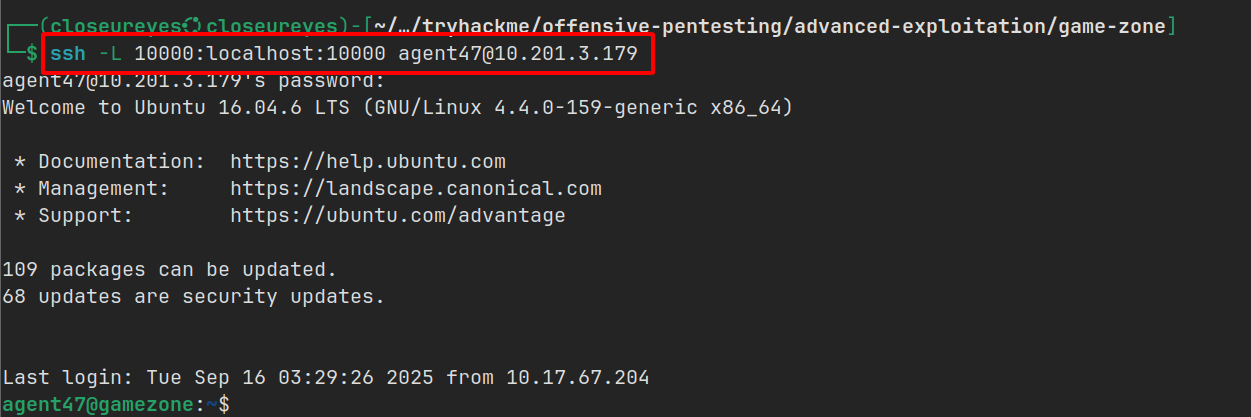 ┌──(closeureyes㉿closeureyes)-[~/…/tryhackme/offensive-pentesting/advanced-exploitation/game-zone]
└─$ ssh -L 10000:localhost:10000 agent47@10.201.3.179
agent47@10.201.3.179's password:
Welcome to Ubuntu 16.04.6 LTS (GNU/Linux 4.4.0-159-generic x86_64)
* Documentation:  https://help.ubuntu.com
* Management:     https://landscape.canonical.com
* Support:        https://ubuntu.com/advantage
109 packages can be updated.
68 updates are security updates.
Last login: Tue Sep 16 03:29:26 2025 from 10.17.67.204
agent47@gamezone:~$